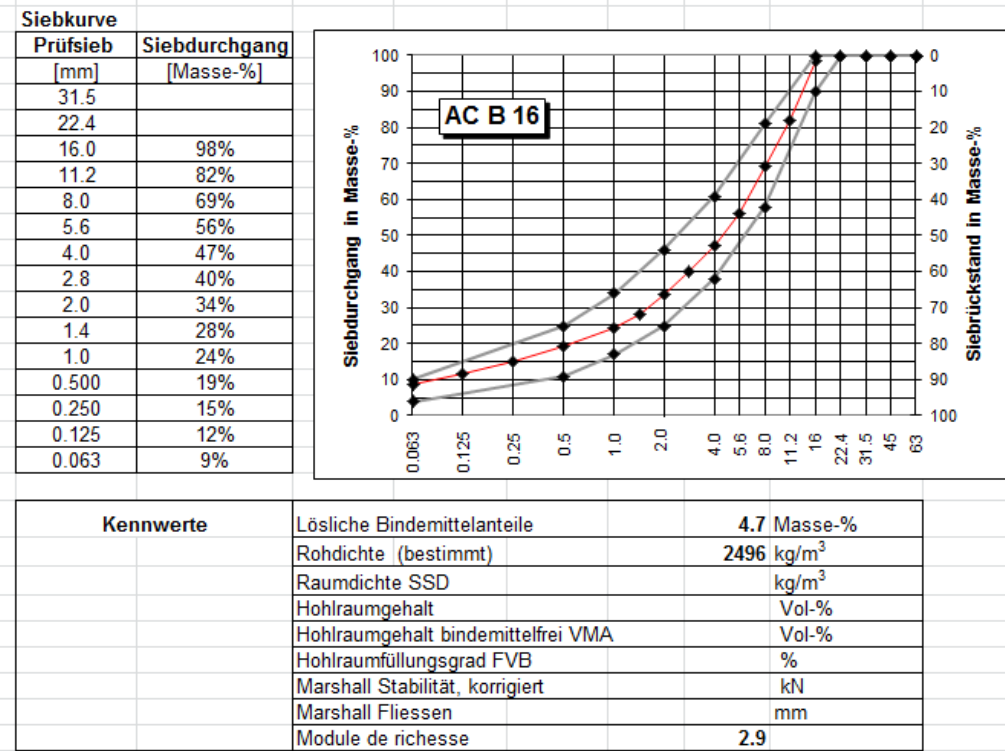 Siebkurve
Prüfsieb Siebdurchgang
[mm] [Masse-%]
31.5
22.4
16.0 98%
11.2 82%
8.0 69%
5.6 56%
4.0 47%
2.8 40%
2.0 34%
1.4 28%
1.0 24%
0.500 19%
0.250 15%
0.125 12%
0.063 9%
AC B 16
Siebdurchgang in Masse-%
100
90
80
70
60
50
40
30
20
10
0
0
10
20
30
40
50
60
70
80
90
100
Siebrückstand in Masse-%
0.063 0.125 0.25 0.5 1.0 2.0 4.0 5.6 8.0 11.2 16 22.4 31.5 45 63
Kennwerte
Lösliche Bindemittelanteile 4.7 Masse-%
Rohdichte (bestimmt) 2496 kg/m³
Raumdichte SSD kg/m³
Hohlraumgehalt Vol-%
Hohlraumgehalt bindemittelfrei VMA Vol-%
Hohlraumfüllungsgrad FVB %
Marshall Stabilität, korrigiert kN
Marshall Fliessen mm
Module de richesse 2.9